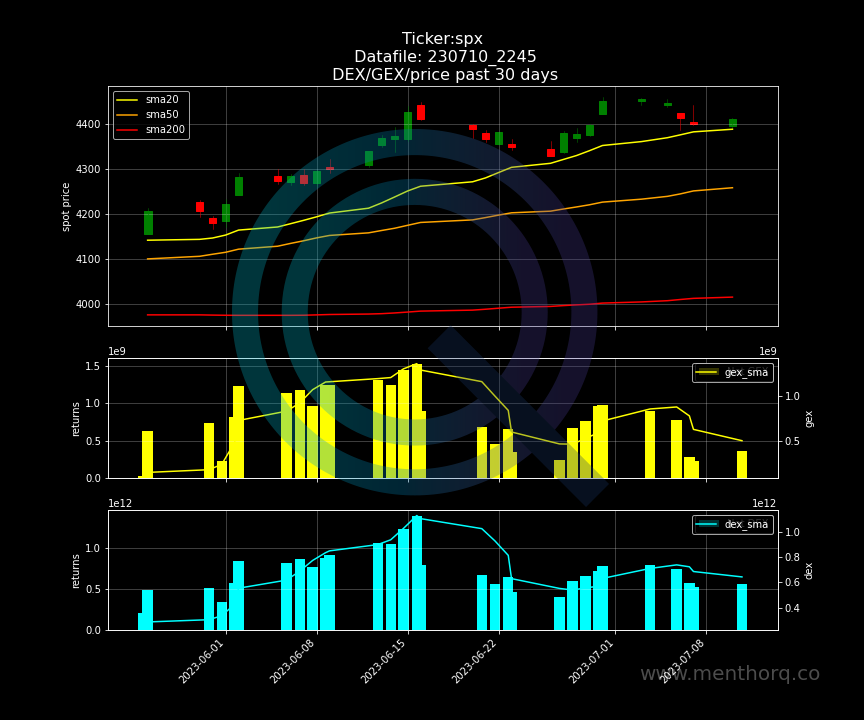 Ticker:spx
Datafile: 230710_2245
DEX/GEX/price past 30 days
sma20
sma50
sma200
spot price
4400
4300
4200
4100
4000
1e9
1e9
gex_sma
returns
1.5
1.0
0.5
0.0
1.0
0.5
gex
1e12
1e12
dex_sma
returns
1.0
0.5
0.0
1.0
0.8
0.6
0.4
dex
2023-06-01
2023-06-08
2023-06-15
2023-06-22
2023-07-01
2023-07-08
www.menthorq.co